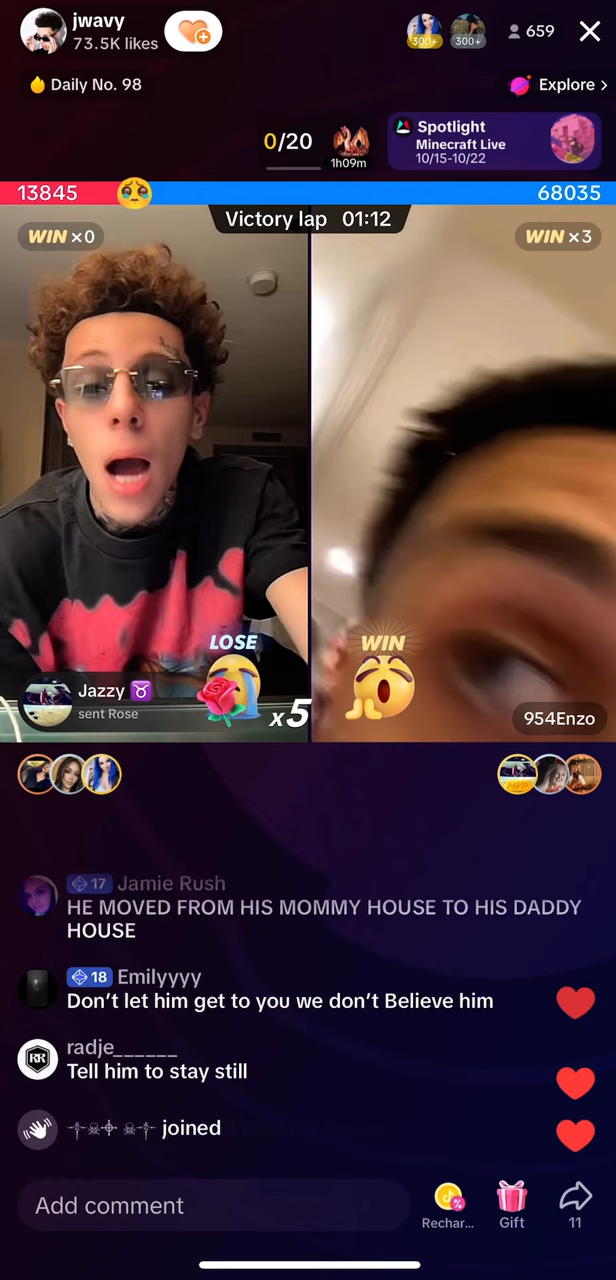 jwavy
73.5K likes
300+
300+
659
Daily No. 98
Explore >
0/20
1h09m
Spotlight
Minecraft Live
10/15-10/22
13845
68035
Victory lap 01:12
WIN ×0
WIN ×3
LOSE
WIN
Jazzy ♉
sent Rose
x5
954Enzo
17 Jamie Rush
HE MOVED FROM HIS MOMMY HOUSE TO HIS DADDY
HOUSE
18 Emilyyyy
Don’t let him get to you we don’t Believe him
RR
radje______
Tell him to stay still
joined
Add comment
Rechar...
Gift
11